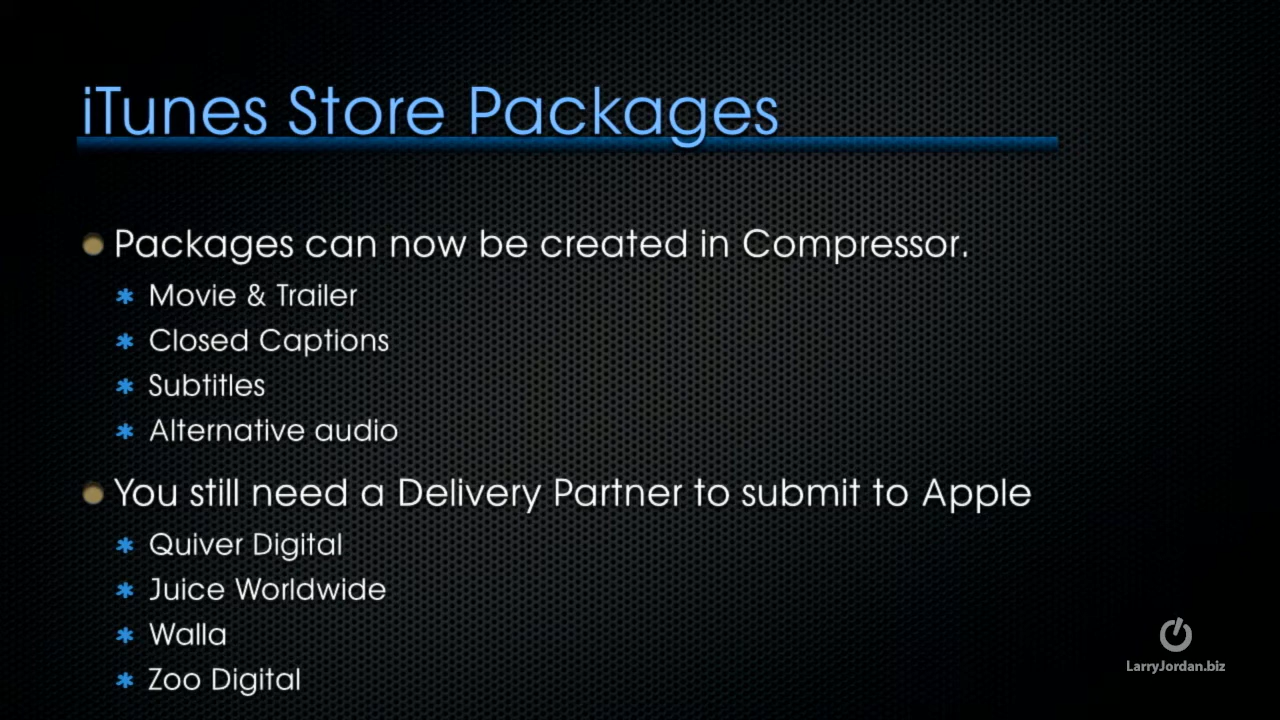 iTunes Store Packages
Packages can now be created in Compressor.
Movie & Trailer
Closed Captions
Subtitles
Alternative audio
You still need a Delivery Partner to submit to Apple
Quiver Digital
Juice Worldwide
Walla
Zoo Digital
LarryJordan.biz